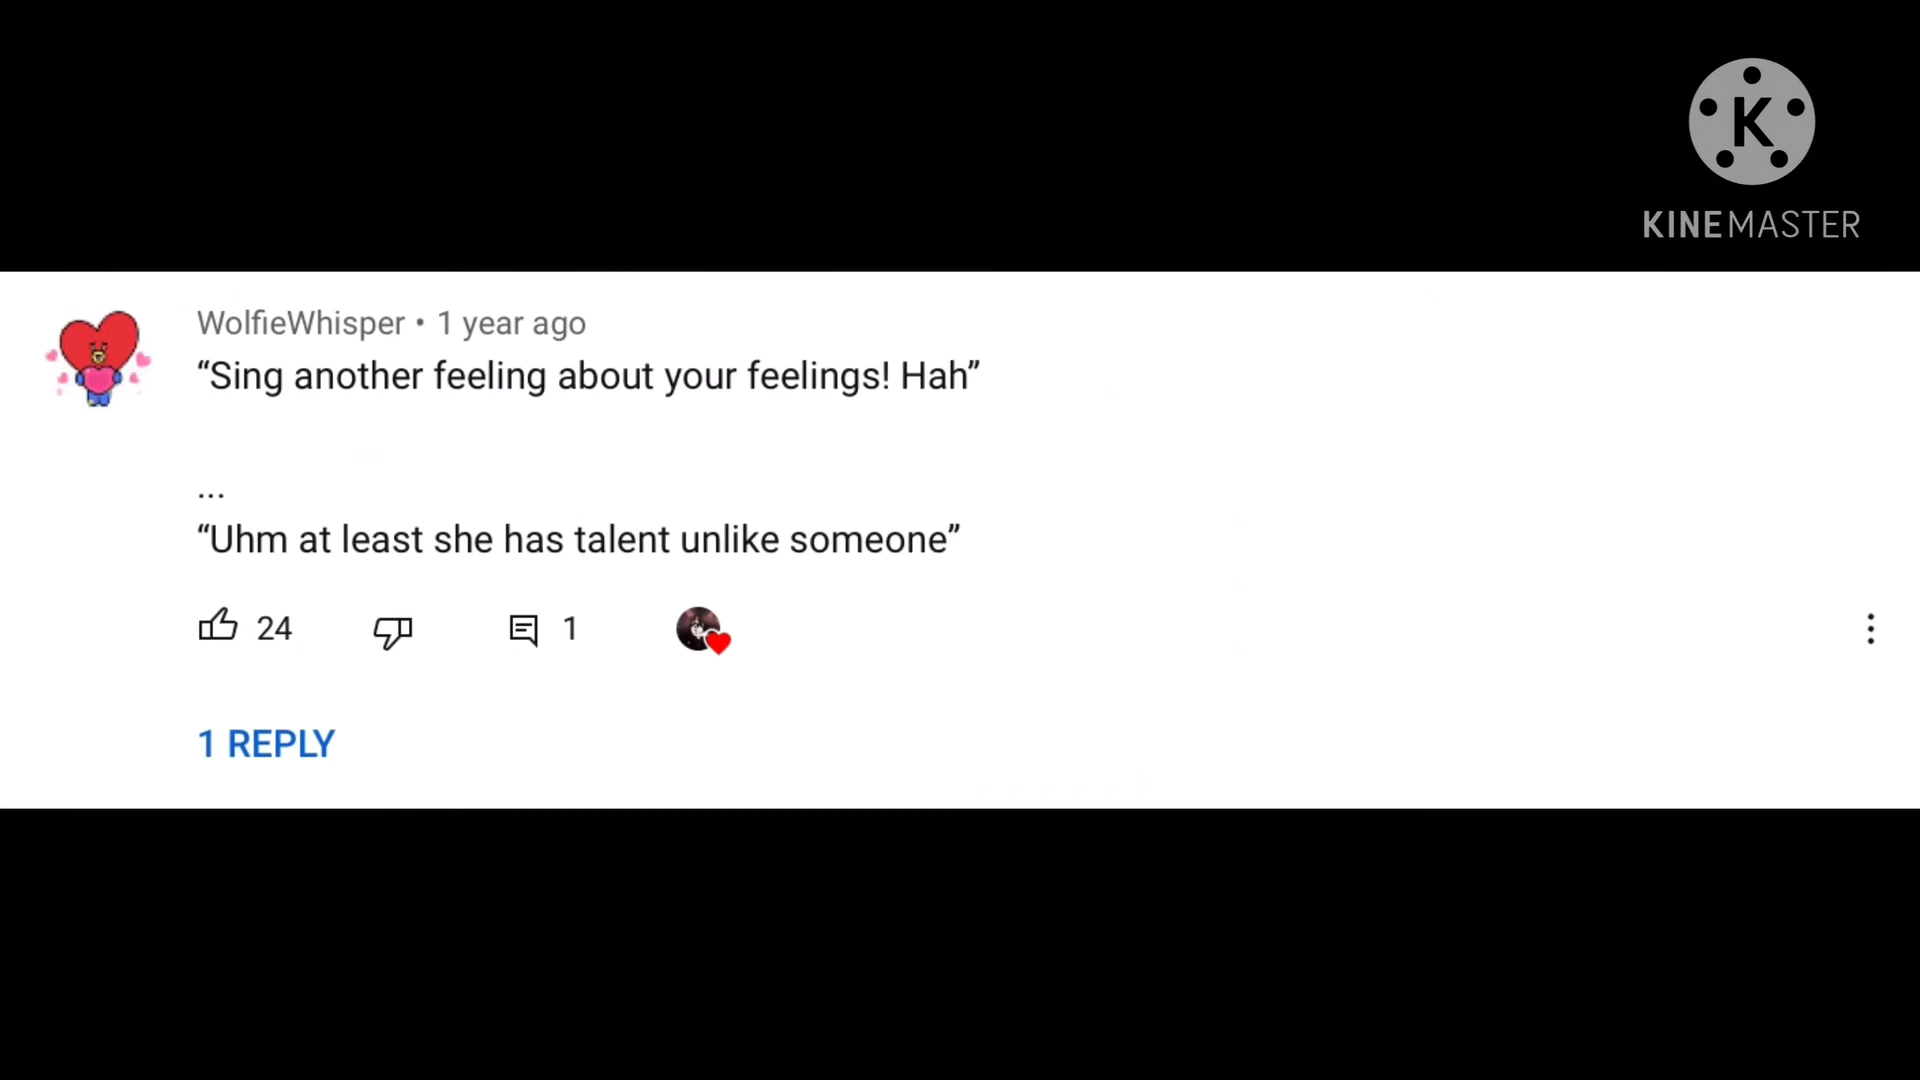 K
KINEMASTER
WolfieWhisper • 1 year ago
“Sing another feeling about your feelings! Hah”
...
“Uhm at least she has talent unlike someone”
24
1
1 REPLY